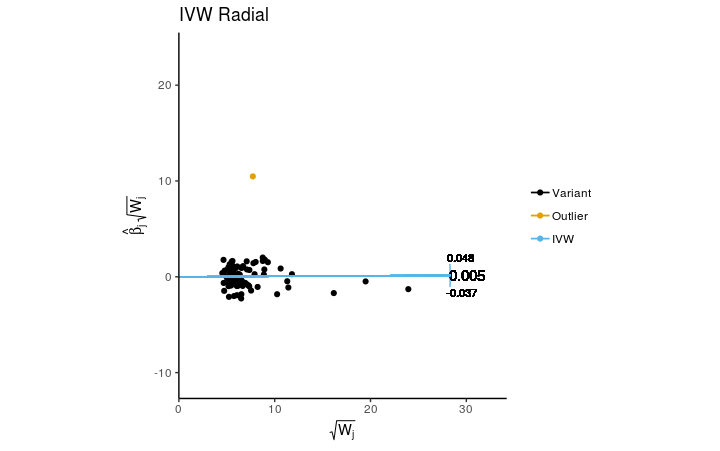 IVW Radial
20
10
0
-10
0
10
20
30
β̂j√Wj
√Wj
0.048
0.005
-0.037
Variant
Outlier
IVW